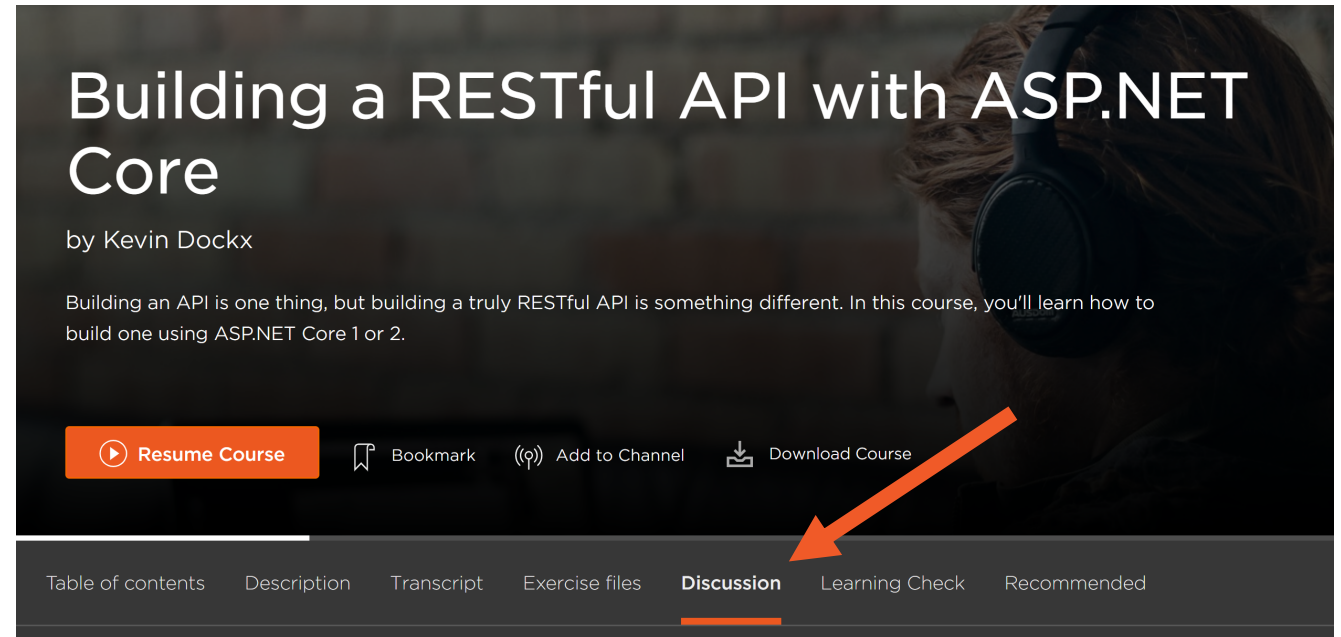 Building a RESTful API with ASP.NET
Core
by Kevin Dockx
Building an API is one thing, but building a truly RESTful API is something different. In this course, you'll learn how to
build one using ASP.NET Core 1 or 2.
Resume Course Bookmark Add to Channel Download Course
Table of contents Description Transcript Exercise files Discussion Learning Check Recommended